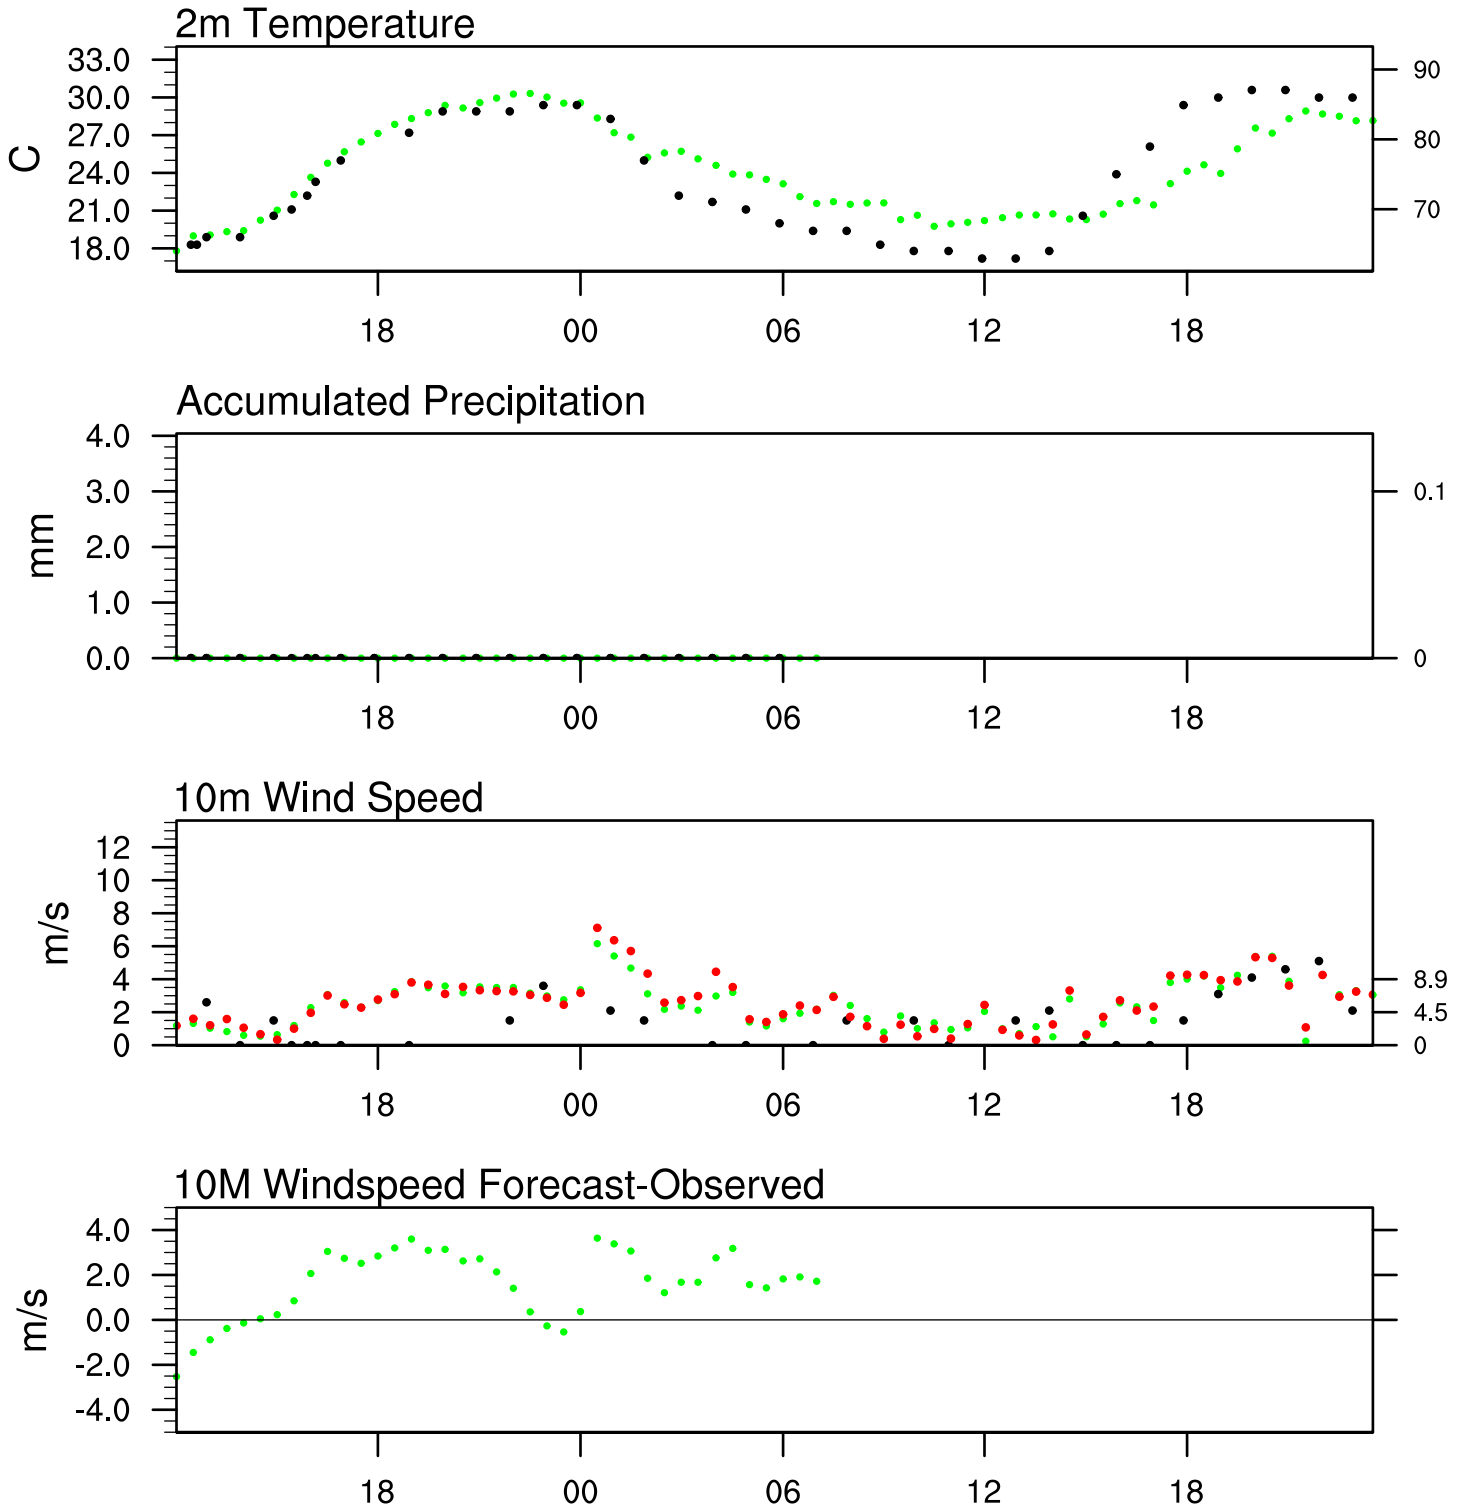 2m Temperature
33.0
30.0
27.0
24.0
21.0
18.0
C
90
80
70
18 00 06 12 18
Accumulated Precipitation
4.0
3.0
2.0
1.0
0.0
mm
0.1
0
18 00 06 12 18
10m Wind Speed
12
10
8
6
4
2
0
m/s
8.9
4.5
0
18 00 06 12 18
10M Windspeed Forecast-Observed
4.0
2.0
0.0
-2.0
-4.0
m/s
18 00 06 12 18